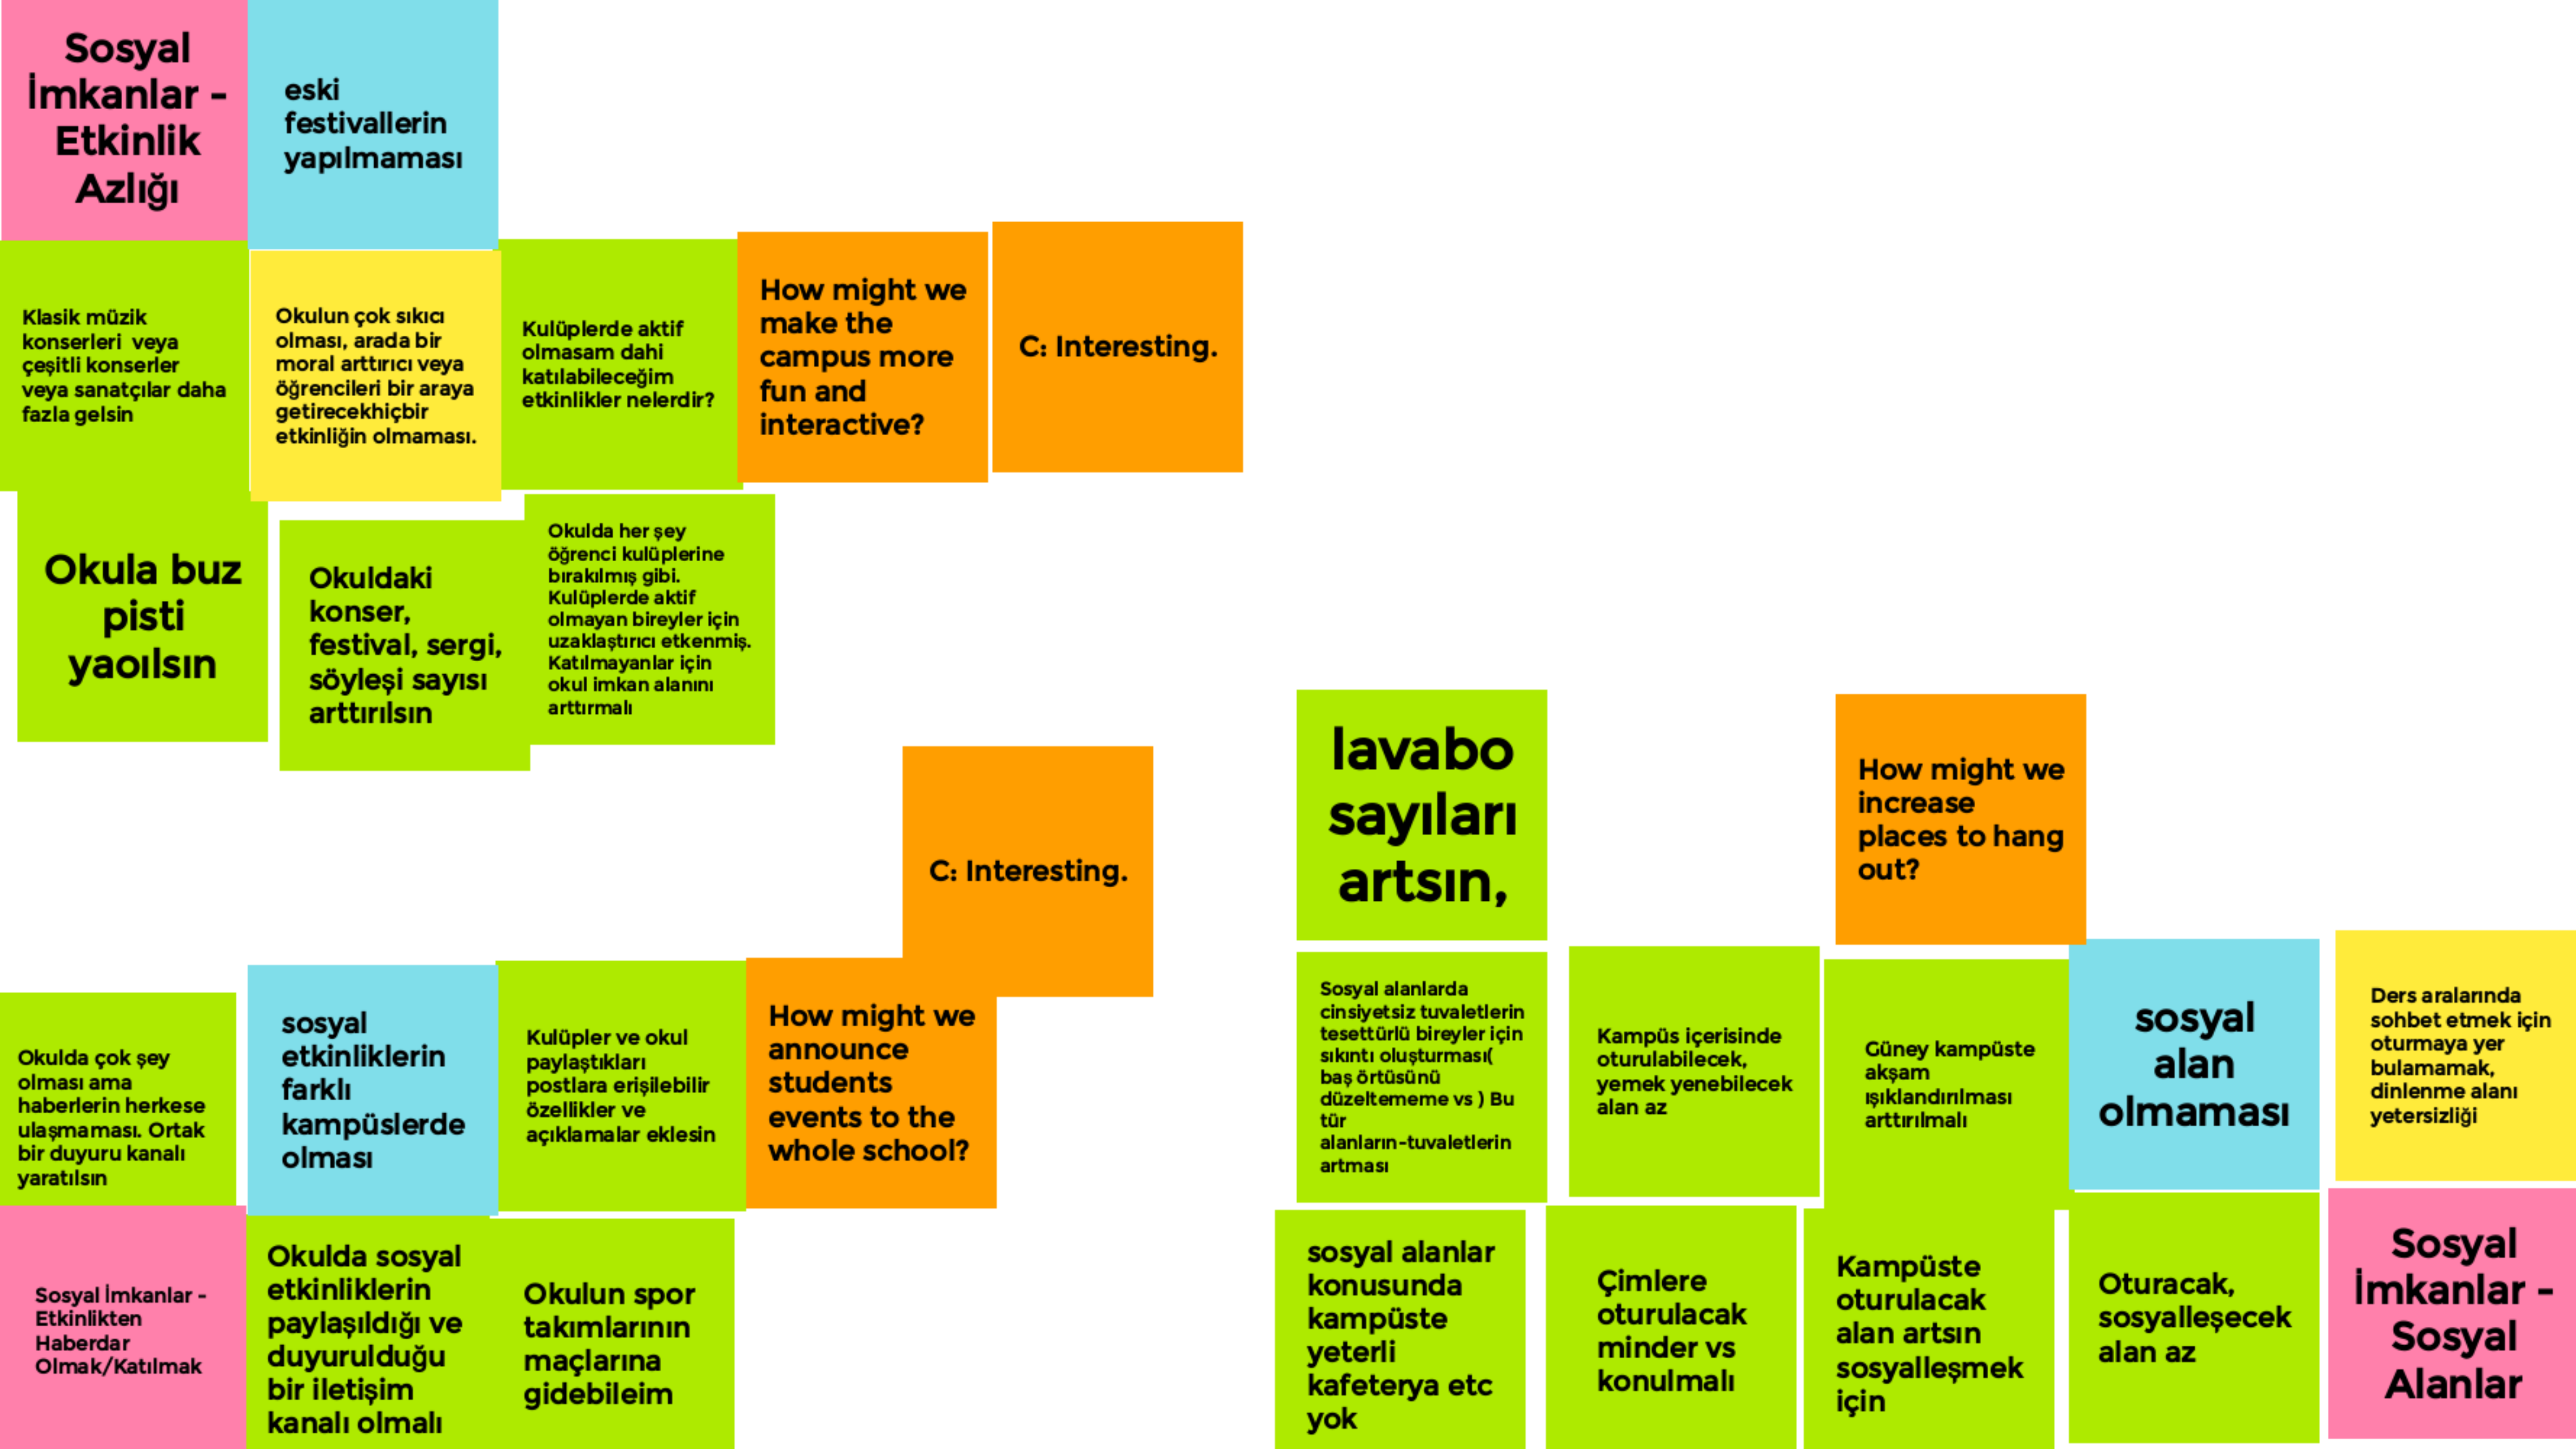 Sosyal
İmkanlar -
Etkinlik
Azlığı
eski
festivallerin
yapılmaması
Klasik müzik
konserleri veya
çeşitli konserler
veya sanatçılar daha
fazla gelsin
Okulun çok sıkıcı
olması, arada bir
moral arttırıcı veya
öğrencileri bir araya
getirecekhiçbir
etkinliğin olmaması.
Kulüplerde aktif
olmasam dahi
katılabileceğim
etkinlikler nelerdir?
How might we
make the
campus more
fun and
interactive?
C: Interesting.
Okula buz
pisti
yaoılsın
Okuldaki
konser,
festival, sergi,
söyleşi sayısı
arttırılsın
Okulda her şey
öğrenci kulüplerine
bırakılmış gibi.
Kulüplerde aktif
olmayan bireyler için
uzaklaştırıcı etkenmiş.
Katılmayanlar için
okul imkan alanını
arttırmalı
C: Interesting.
Okulda çok şey
olması ama
haberlerin herkese
ulaşmaması. Ortak
bir duyuru kanalı
yaratılsın
sosyal
etkinliklerin
farklı
kampüslerde
olması
Kulüpler ve okul
paylaştıkları
postlara erişilebilir
özellikler ve
açıklamalar eklesin
How might we
announce
students
events to the
whole school?
Sosyal İmkanlar -
Etkinlikten
Haberdar
Olmak/Katılmak
Okulda sosyal
etkinliklerin
paylaşıldığı ve
duyurulduğu
bir iletişim
kanalı olmalı
Okulun spor
takımlarının
maçlarına
gidebileim
lavabo
sayıları
artsın,
How might we
increase
places to hang
out?
Sosyal alanlarda
cinsiyetsiz tuvaletlerin
tesettürlü bireyler için
sıkıntı oluşturması(
baş örtüsünü
düzeltememe vs ) Bu
tür
alanların-tuvaletlerin
artması
Kampüs içerisinde
oturulabilecek,
yemek yenebilecek
alan az
Güney kampüste
akşam
ışıklandırılması
arttırılmalı
sosyal
alan
olmaması
Ders aralarında
sohbet etmek için
oturmaya yer
bulamamak,
dinlenme alanı
yetersizliği
sosyal alanlar
konusunda
kampüste
yeterli
kafeterya etc
yok
Çimlere
oturulacak
minder vs
konulmalı
Kampüste
oturulacak
alan artsın
sosyalleşmek
için
Oturacak,
sosyalleşecek
alan az
Sosyal
İmkanlar -
Sosyal
Alanlar